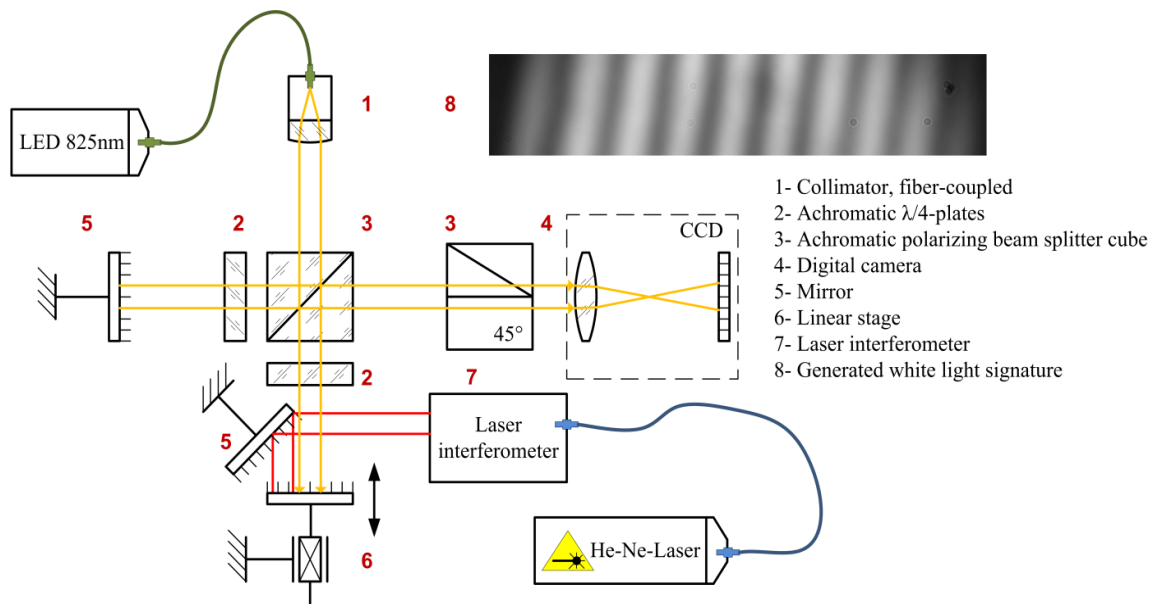 1
8
LED 825nm
5
2
3
3
4
CCD
45°
1- Collimator, fiber-coupled
2- Achromatic λ/4-plates
3- Achromatic polarizing beam splitter cube
4- Digital camera
5- Mirror
6- Linear stage
7- Laser interferometer
8- Generated white light signature
2
7
5
Laser
interferometer
6
He-Ne-Laser